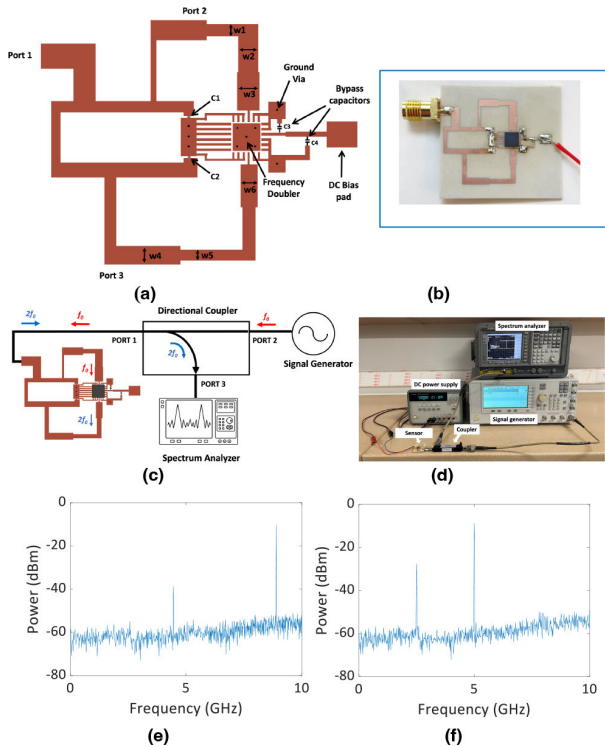 Port 2
Port 1
w1
w2
w3
Ground
Via
Bypass
capacitors
C1
C3
C4
C2
Frequency
Doubler
DC Bias
pad
w6
w4
w5
Port 3
(a)
(b)
Directional Coupler
2f₀
f₀
f₀
PORT 1
PORT 2
2f₀
Signal Generator
PORT 3
f₀
2f₀
Spectrum Analyzer
(c)
Spectrum analyzer
DC power supply
Signal generator
Sensor
Coupler
(d)
0
-20
-40
-60
-80
Power (dBm)
0
5
10
Frequency (GHz)
(e)
0
-20
-40
-60
-80
Power (dBm)
0
5
10
Frequency (GHz)
(f)